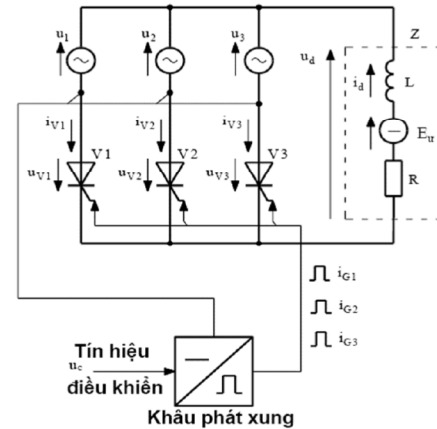 u1 u2 u3 Z
ud id L
iV1 iV2 iV3
Eư
uV1 V1 uV2 V2 uV3 V3
R
iG1
iG2
iG3
Tín hiệu
uc
điều khiển
Khâu phát xung